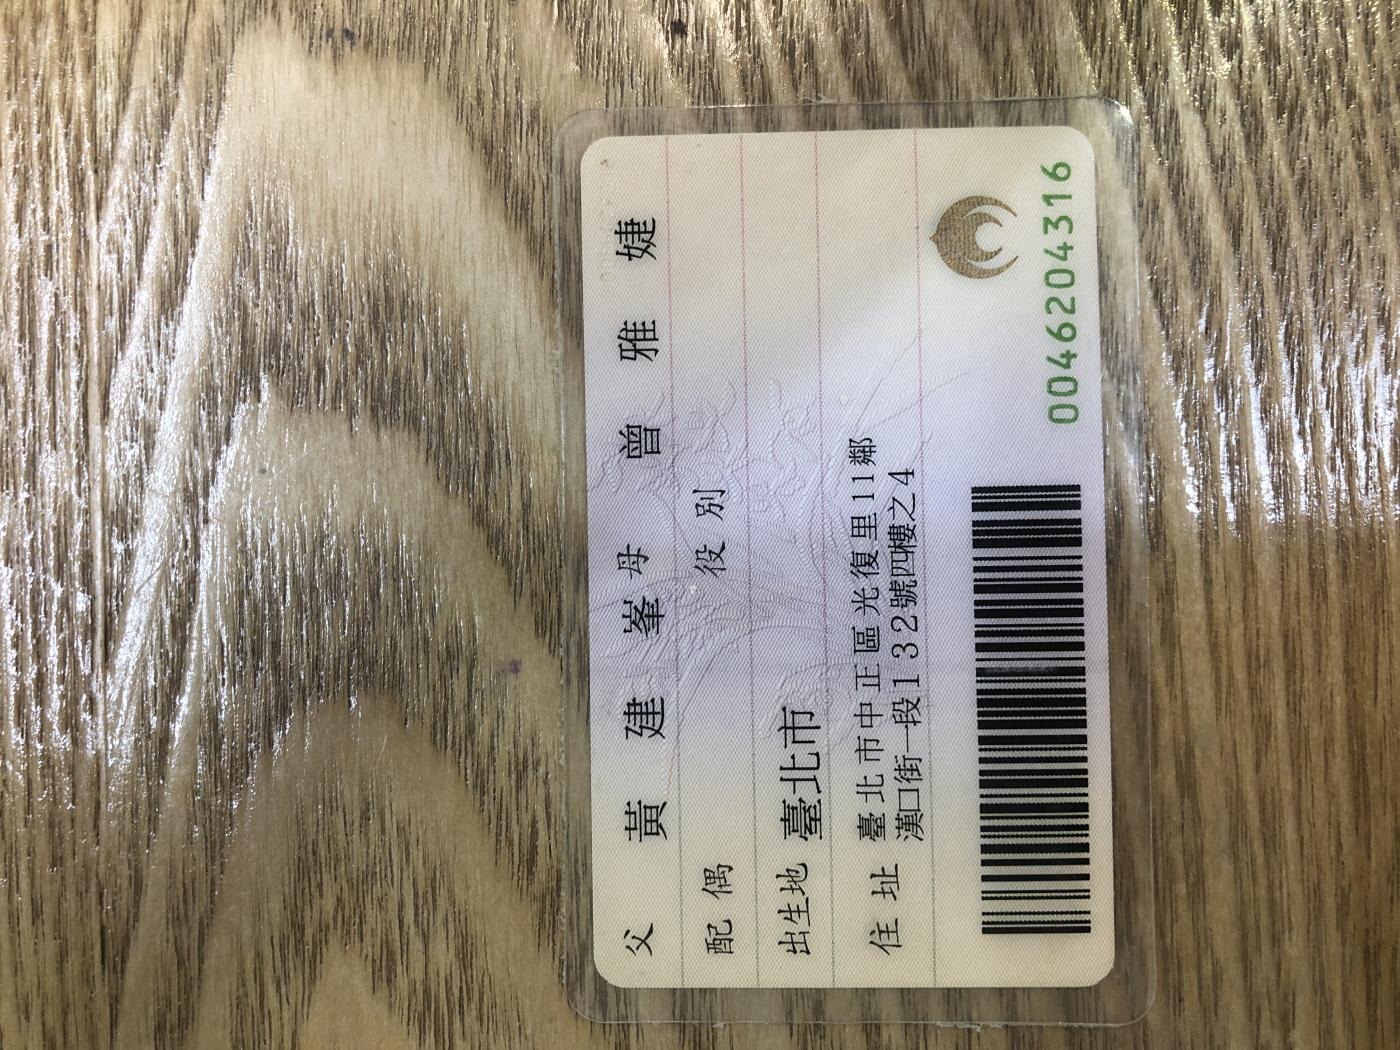 父 黃建峯 母 曾雅婕
配偶 役別
出生地 臺北市
住址 臺北市中正區光復里11鄰
漢口街一段132號四樓之4
0046204316